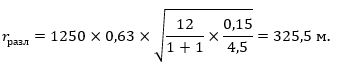 r_разл = 1250 × 0,63 × √(12/(1 + 1) × 0,15/4,5) = 325,5 м.